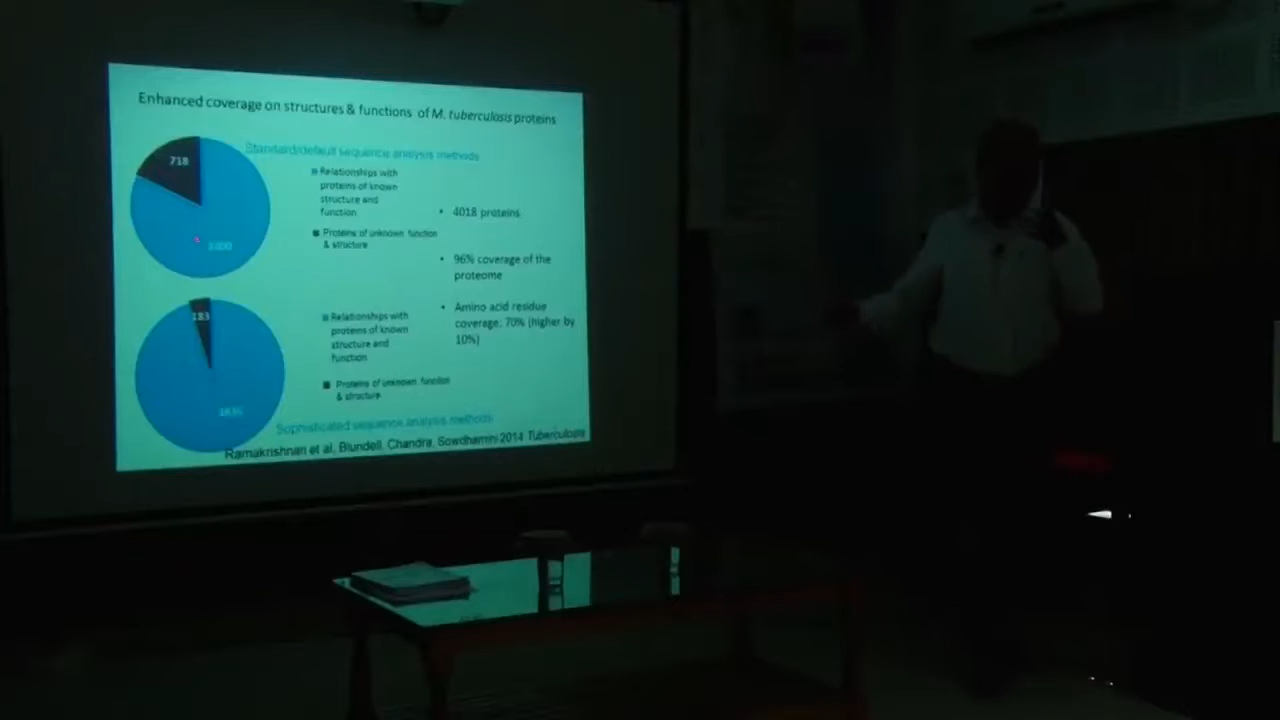 Enhanced coverage on structures & functions of M. tuberculosis proteins
Standard/default sequence analysis methods
718
3300
Relationships with
proteins of known
structure and
function
Proteins of unknown function
& structure
• 4018 proteins
• 96% coverage of the
proteome
• Amino acid residue
coverage: 70% (higher by
10%)
183
Relationships with
proteins of known
structure and
function
Proteins of unknown function
& structure
Sophisticated sequence analysis methods
Ramakrishnan et al, Blundell, Chandra, Sowdhamini 2014 Tuberculosis